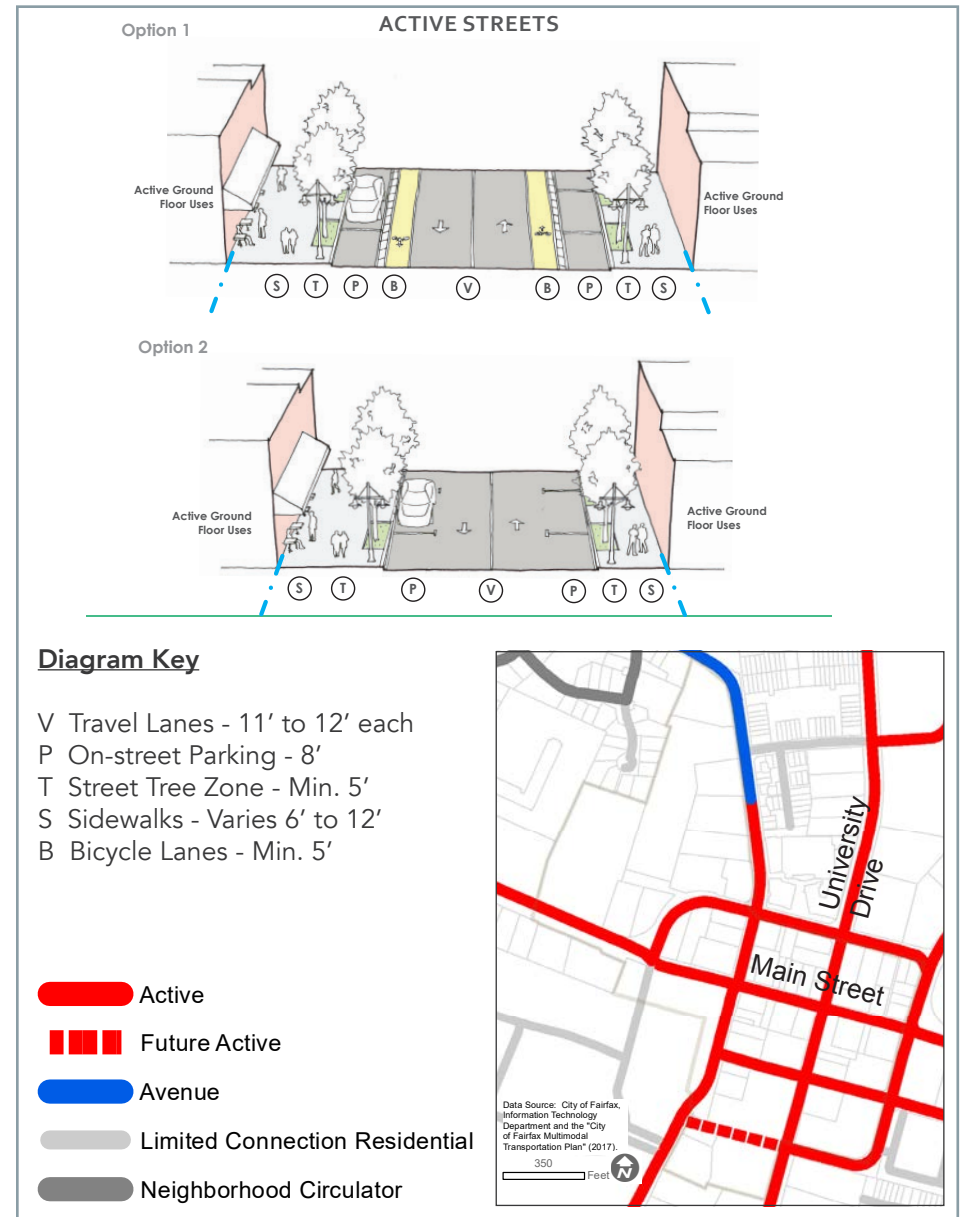 ACTIVE STREETS
Option 1
Active Ground
Floor Uses
Active Ground
Floor Uses
S T P B V B P T S
Option 2
Active Ground
Floor Uses
Active Ground
Floor Uses
S T P V P T S
Diagram Key
V Travel Lanes - 11’ to 12’ each
P On-street Parking - 8’
T Street Tree Zone - Min. 5’
S Sidewalks - Varies 6’ to 12’
B Bicycle Lanes - Min. 5’
Active
Future Active
Avenue
Limited Connection Residential
Neighborhood Circulator
University
Drive
Main Street
Data Source: City of Fairfax,
Information Technology
Department and the "City
of Fairfax Multimodal
Transportation Plan" (2017).
350
Feet
N